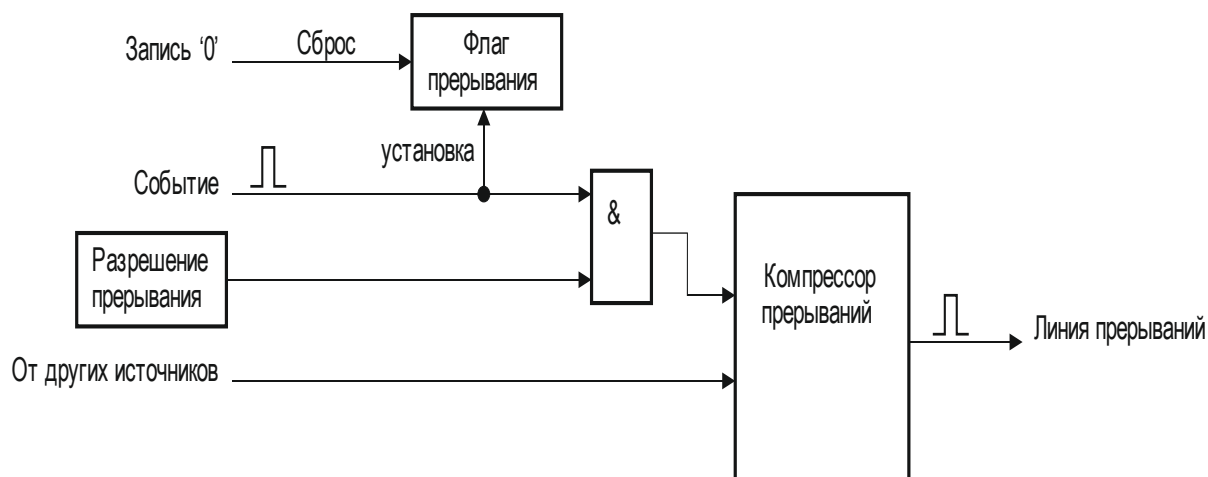 Запись ‘0’
Сброс
Флаг
прерывания
установка
Событие
&
Разрешение
прерывания
Компрессор
прерываний
Линия прерываний
От других источников